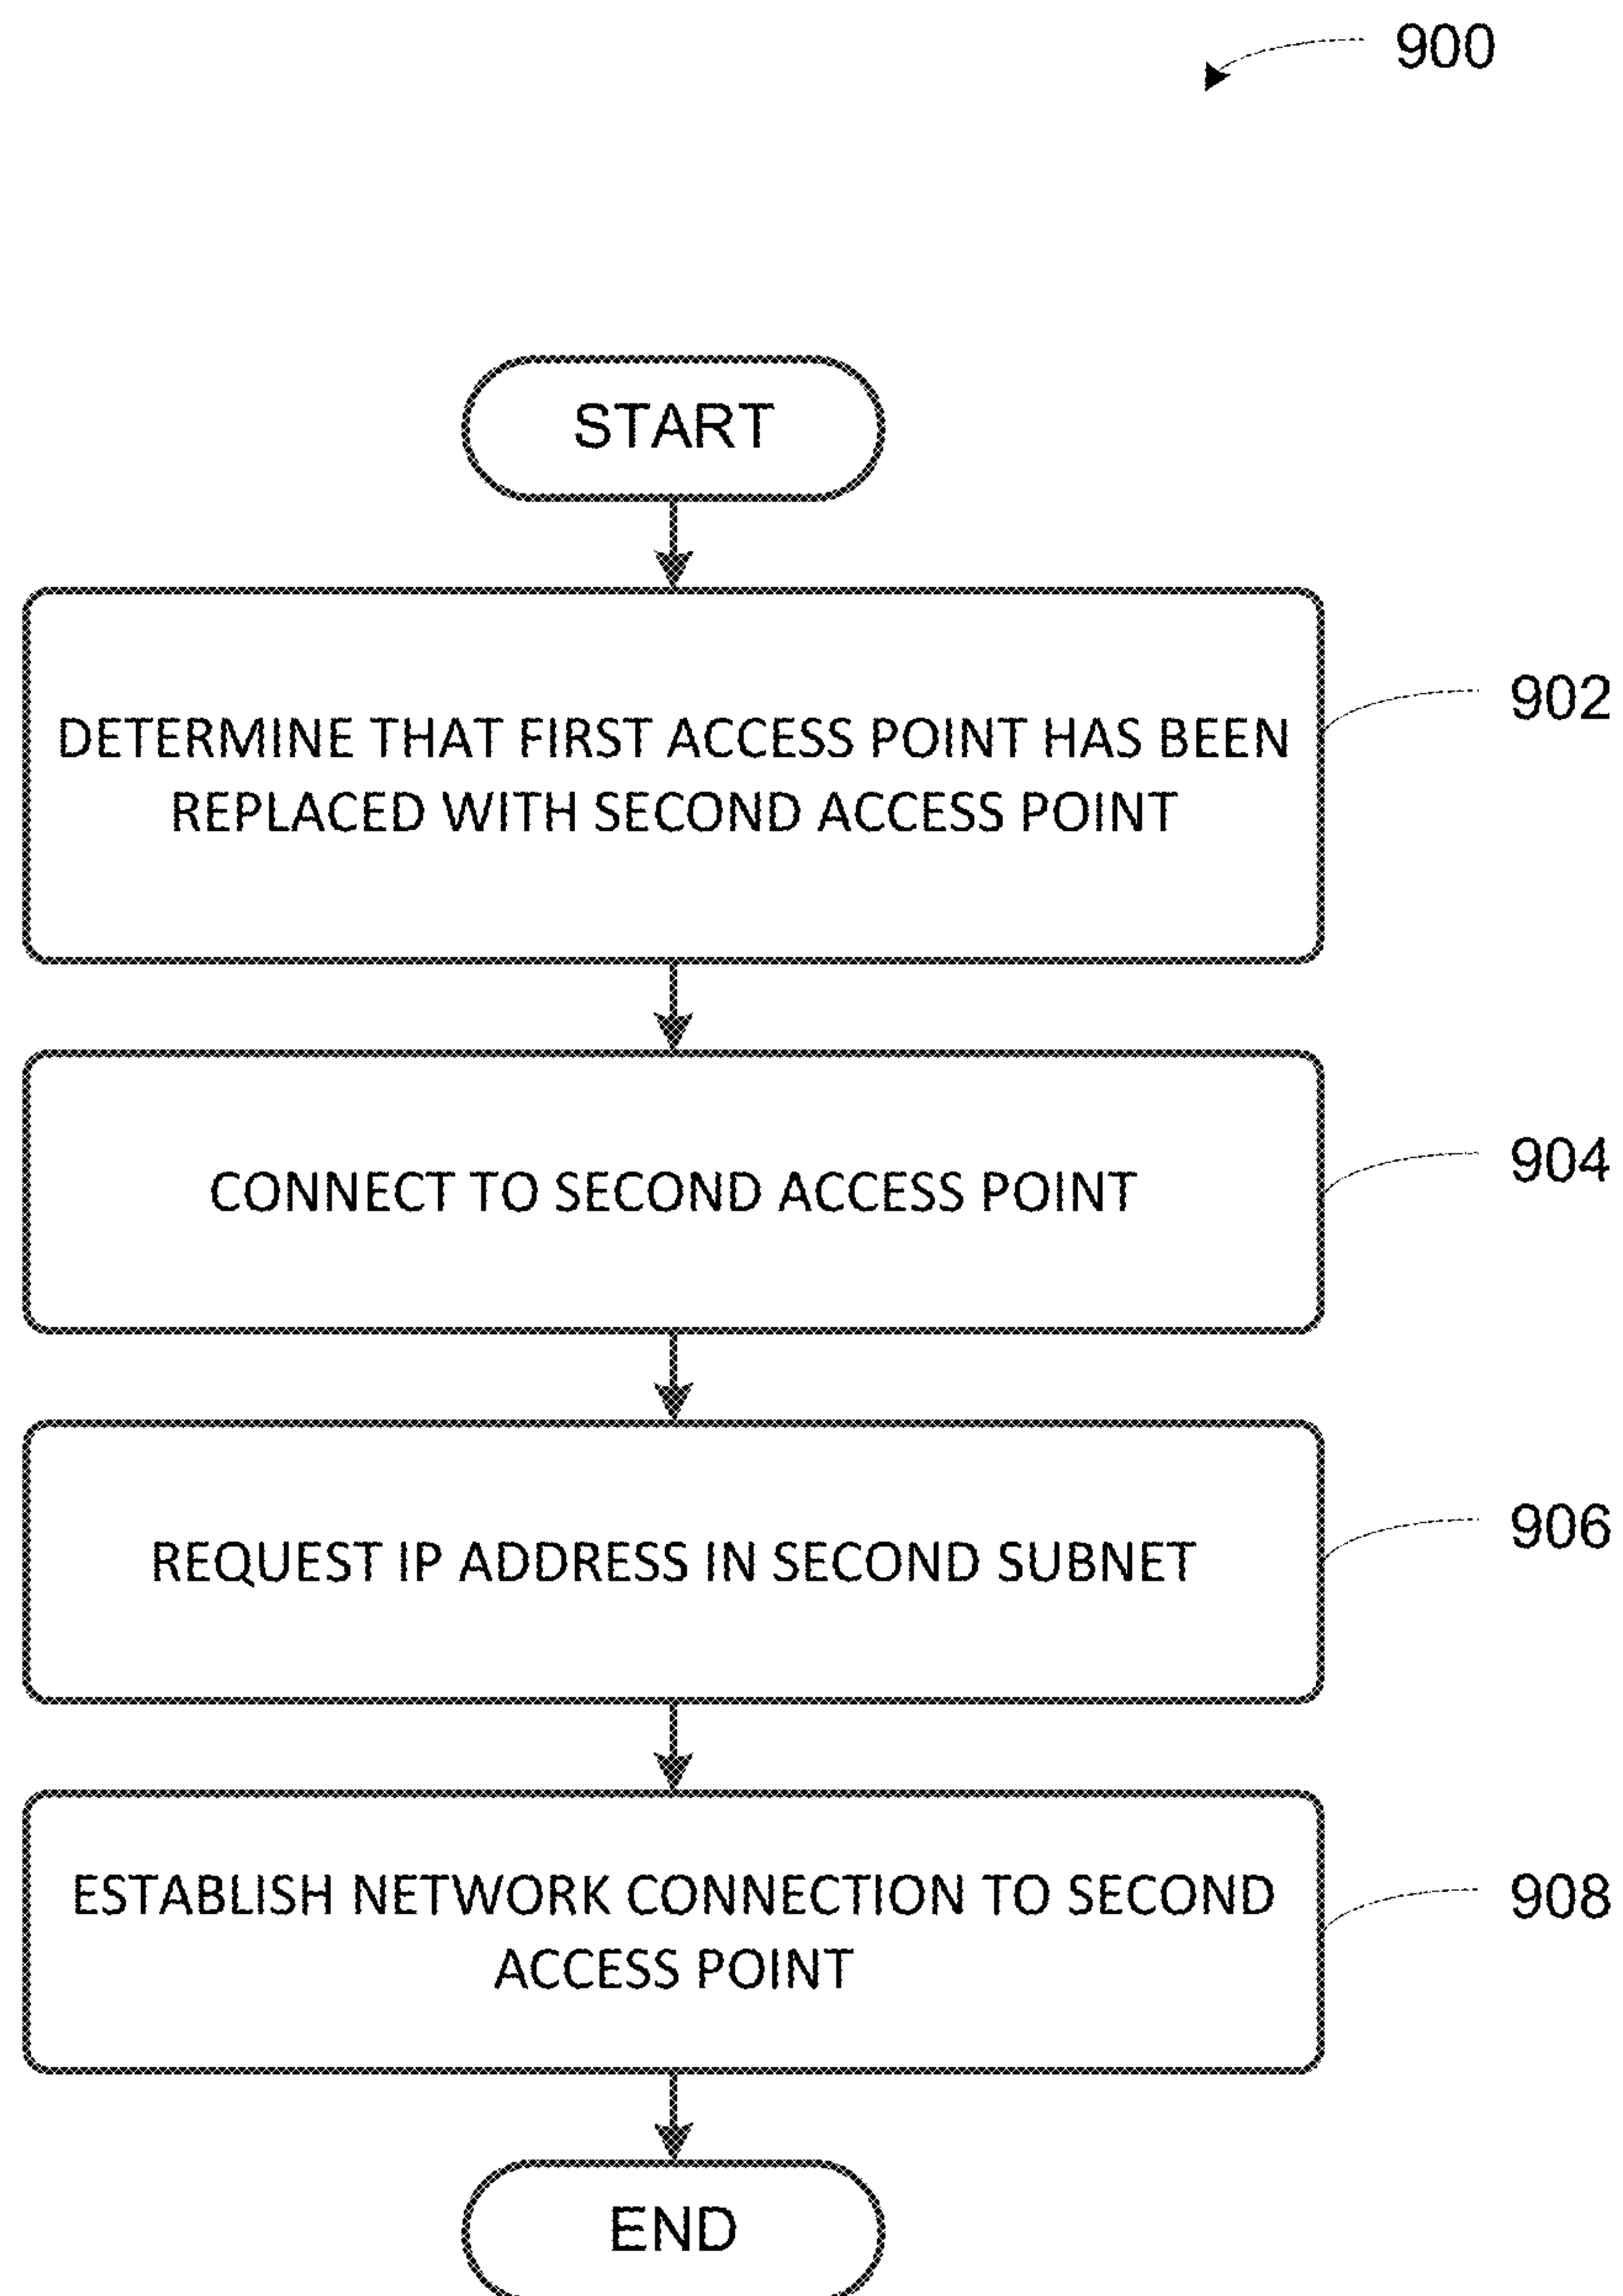 900
START
DETERMINE THAT FIRST ACCESS POINT HAS BEEN
REPLACED WITH SECOND ACCESS POINT
902
CONNECT TO SECOND ACCESS POINT
904
REQUEST IP ADDRESS IN SECOND SUBNET
906
ESTABLISH NETWORK CONNECTION TO SECOND
ACCESS POINT
908
END